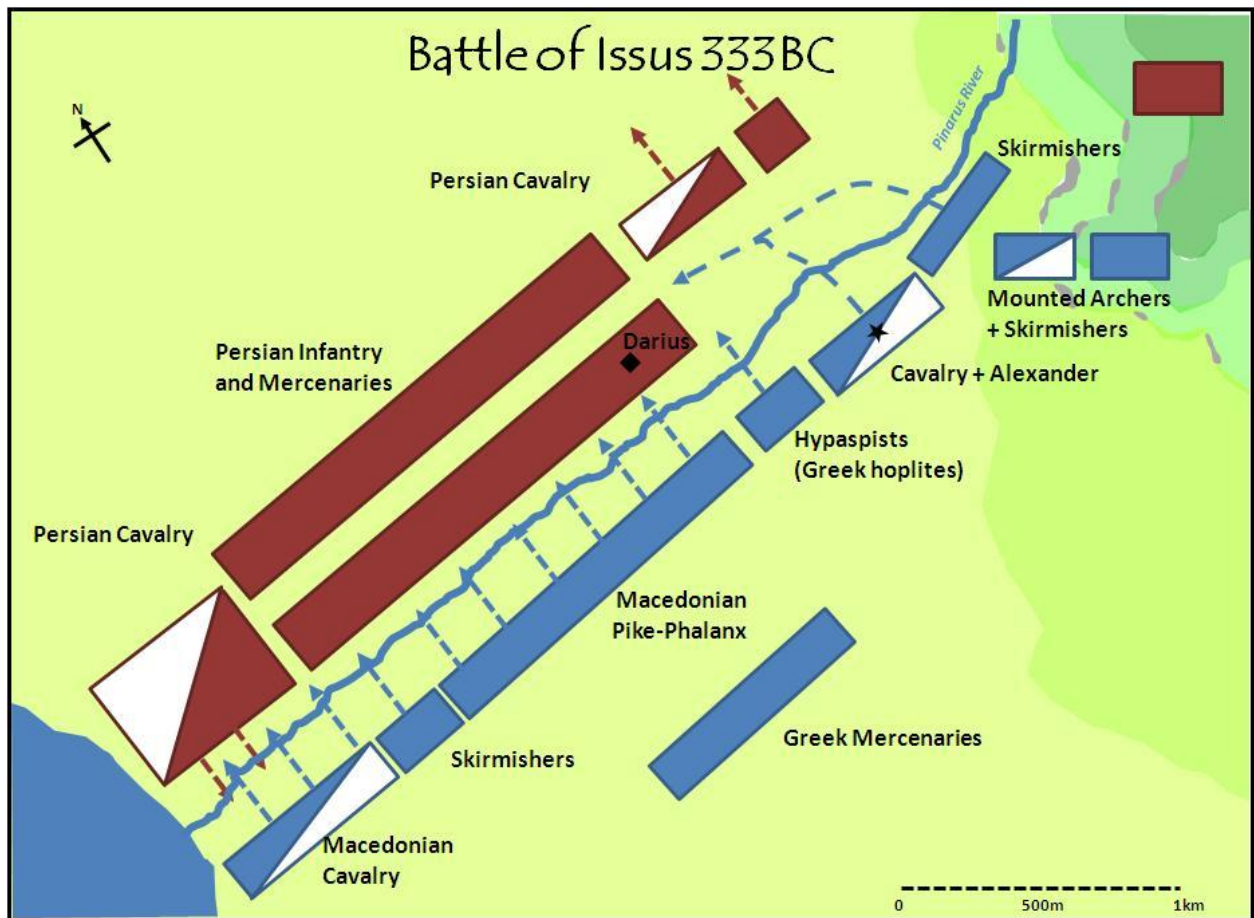 Battle of Issus 333BC
N
Pinarus River
Skirmishers
Persian Cavalry
Mounted Archers
+ Skirmishers
Darius
Persian Infantry
and Mercenaries
Cavalry + Alexander
Hypaspists
(Greek hoplites)
Persian Cavalry
Macedonian
Pike-Phalanx
Greek Mercenaries
Skirmishers
Macedonian
Cavalry
0 500m 1km